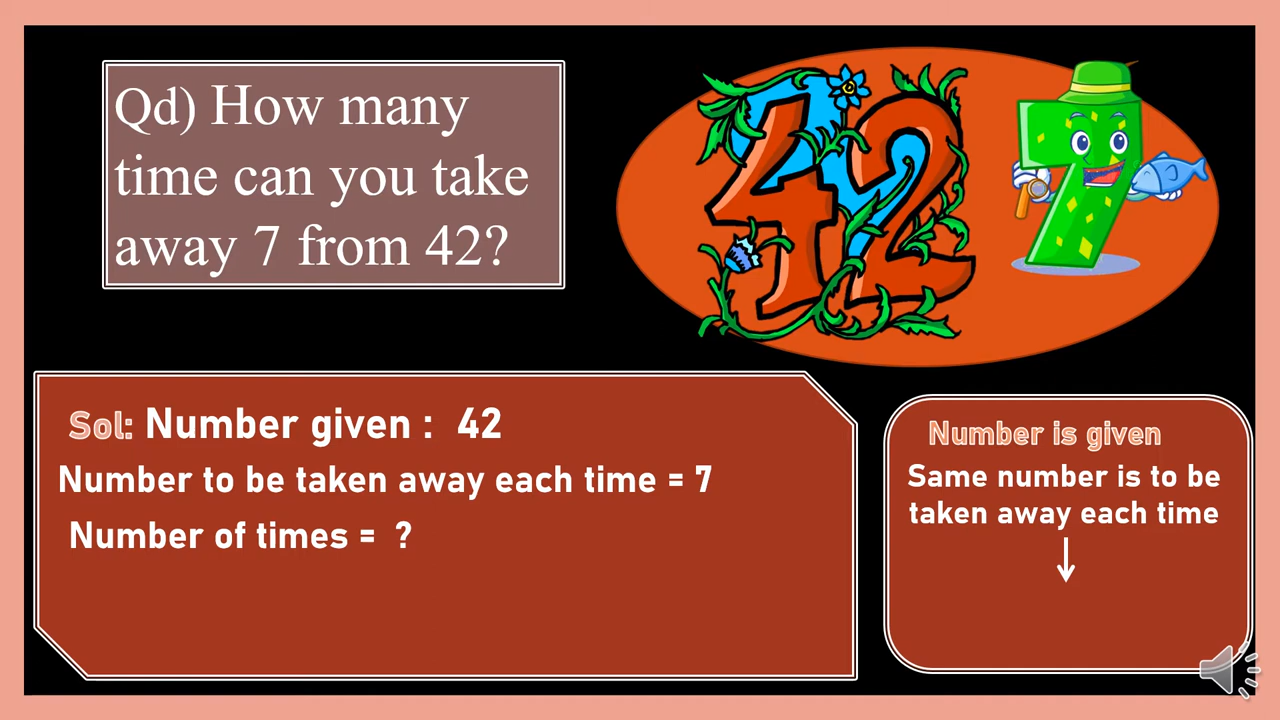 Qd) How many
time can you take
away 7 from 42?
42
7
Sol: Number given : 42
Number to be taken away each time = 7
Number of times = ?
Number is given
Same number is to be
taken away each time